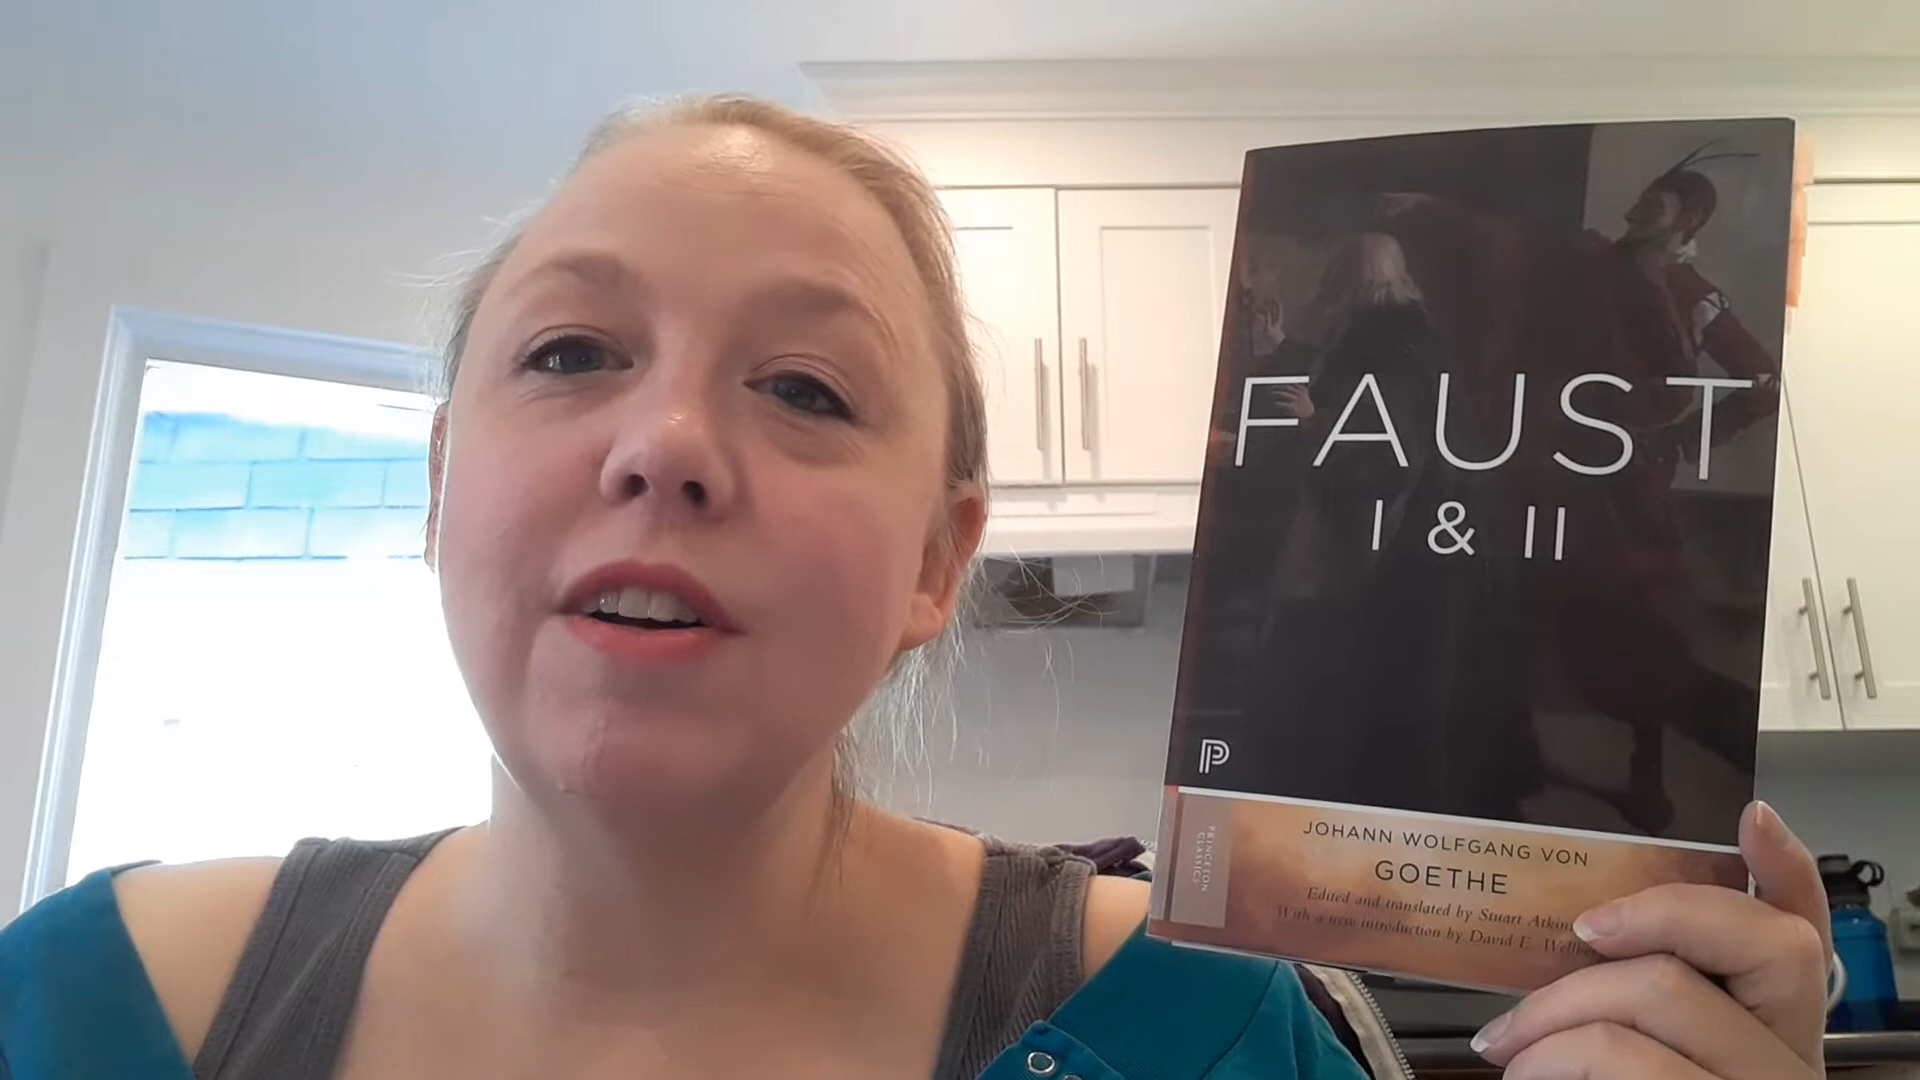 FAUST
I & II
PRINCETON
CLASSICS
JOHANN WOLFGANG VON
GOETHE
Edited and translated by Stuart
With a new introduction by David E.